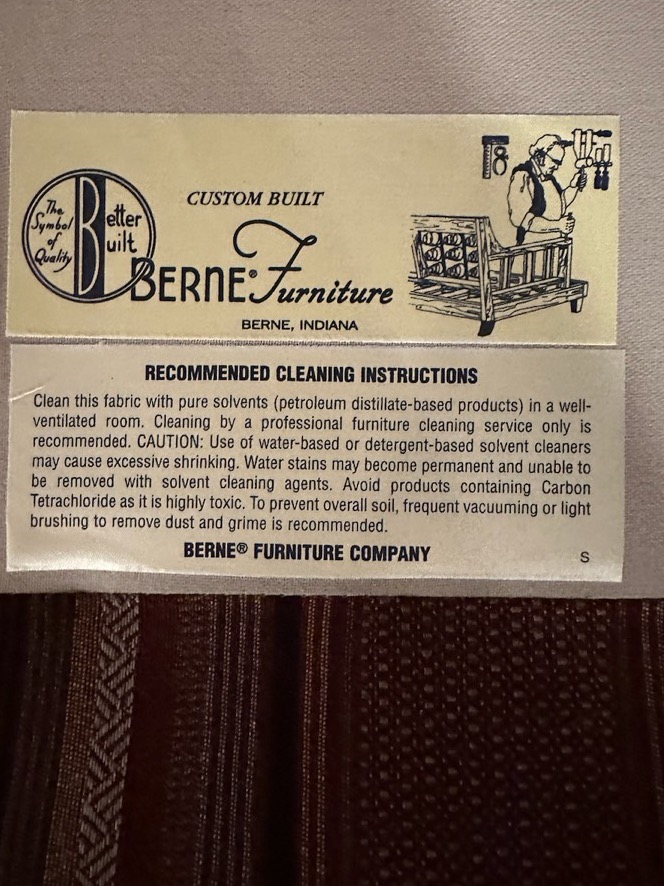 The
Symbol
of
Quality
Better
Built
CUSTOM BUILT
BERNE® Furniture
BERNE, INDIANA
RECOMMENDED CLEANING INSTRUCTIONS
Clean this fabric with pure solvents (petroleum distillate-based products) in a well-
ventilated room. Cleaning by a professional furniture cleaning service only is
recommended. CAUTION: Use of water-based or detergent-based solvent cleaners
may cause excessive shrinking. Water stains may become permanent and unable to
be removed with solvent cleaning agents. Avoid products containing Carbon
Tetrachloride as it is highly toxic. To prevent overall soil, frequent vacuuming or light
brushing to remove dust and grime is recommended.
BERNE® FURNITURE COMPANY
S